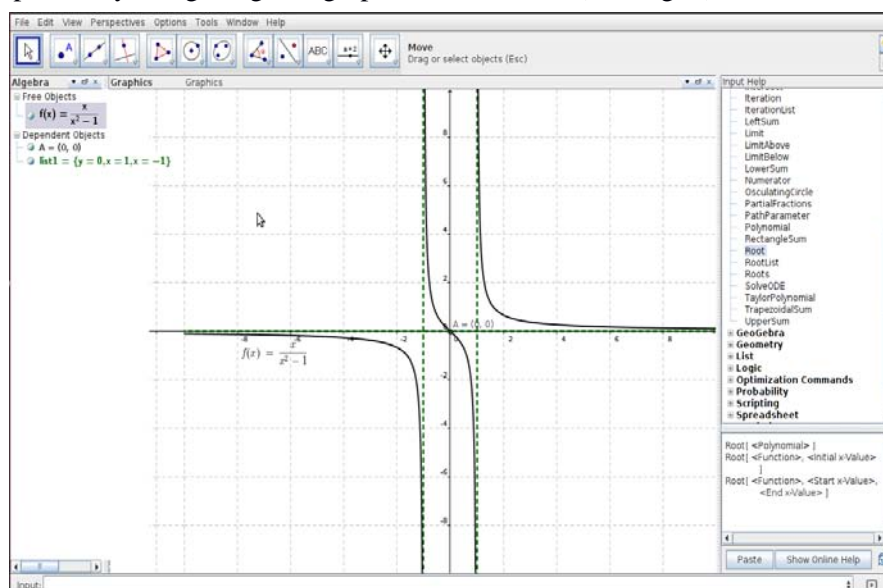 File Edit View Perspectives Options Tools Window Help
ABC
a=2
Move
Drag or select objects (Esc)
Algebra
Graphics
Graphics
Free Objects
f(x) = x / x² − 1
Dependent Objects
A = (0, 0)
list1 = {y = 0, x = 1, x = −1}
8
6
4
2
-2
2
4
6
8
-2
-4
-6
-8
A = (0, 0)
f(x) = x / x² − 1
Input Help
Iteration
IterationList
LeftSum
Limit
LimitAbove
LimitBelow
LowerSum
Numerator
OsculatingCircle
PartialFractions
PathParameter
Polynomial
RectangleSum
Root
RootList
Roots
SolveODE
TaylorPolynomial
TrapezoidalSum
UpperSum
GeoGebra
Geometry
List
Logic
Optimization Commands
Probability
Scripting
Spreadsheet
Root[ <Polynomial> ]
Root[ <Function>, <Initial x-Value>
]
Root[ <Function>, <Start x-Value>,
<End x-Value> ]
Paste
Show Online Help
Input: